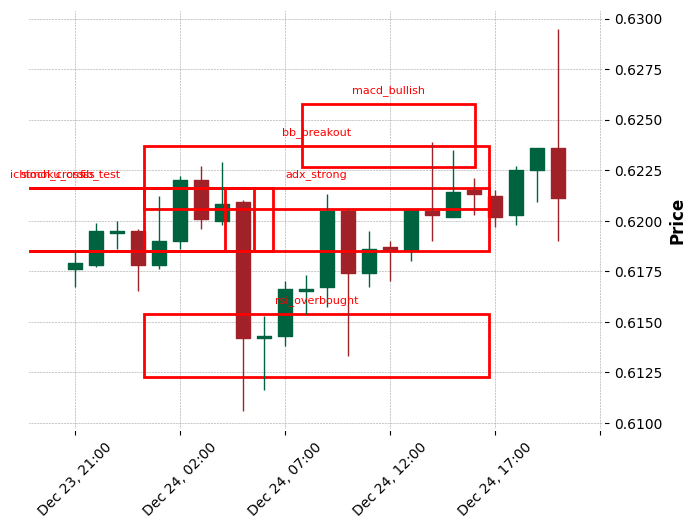 macd_bullish
bb_breakout
adx_strong
rsi_overbought
0.6300
0.6275
0.6250
0.6225
0.6200
0.6175
0.6150
0.6125
0.6100
Price
Dec 23, 21:00
Dec 24, 02:00
Dec 24, 07:00
Dec 24, 12:00
Dec 24, 17:00